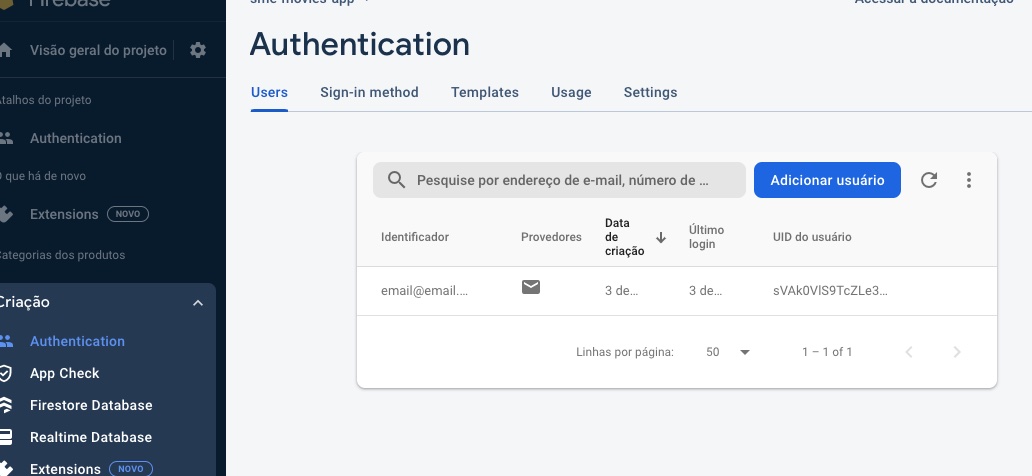 Firebase
sme-movies-app
Acessar a documentação
Visão geral do projeto
Authentication
Users
Sign-in method
Templates
Usage
Settings
Atalhos do projeto
Authentication
O que há de novo
Extensions NOVO
Categorias dos produtos
Criação
Authentication
App Check
Firestore Database
Realtime Database
Extensions NOVO
Pesquise por endereço de e-mail, número de ...
Adicionar usuário
Identificador
Provedores
Data
de
criação
Último
login
UID do usuário
email@email....
3 de...
3 de...
sVAk0VlS9TcZLe3...
Linhas por página:
50
1 – 1 of 1